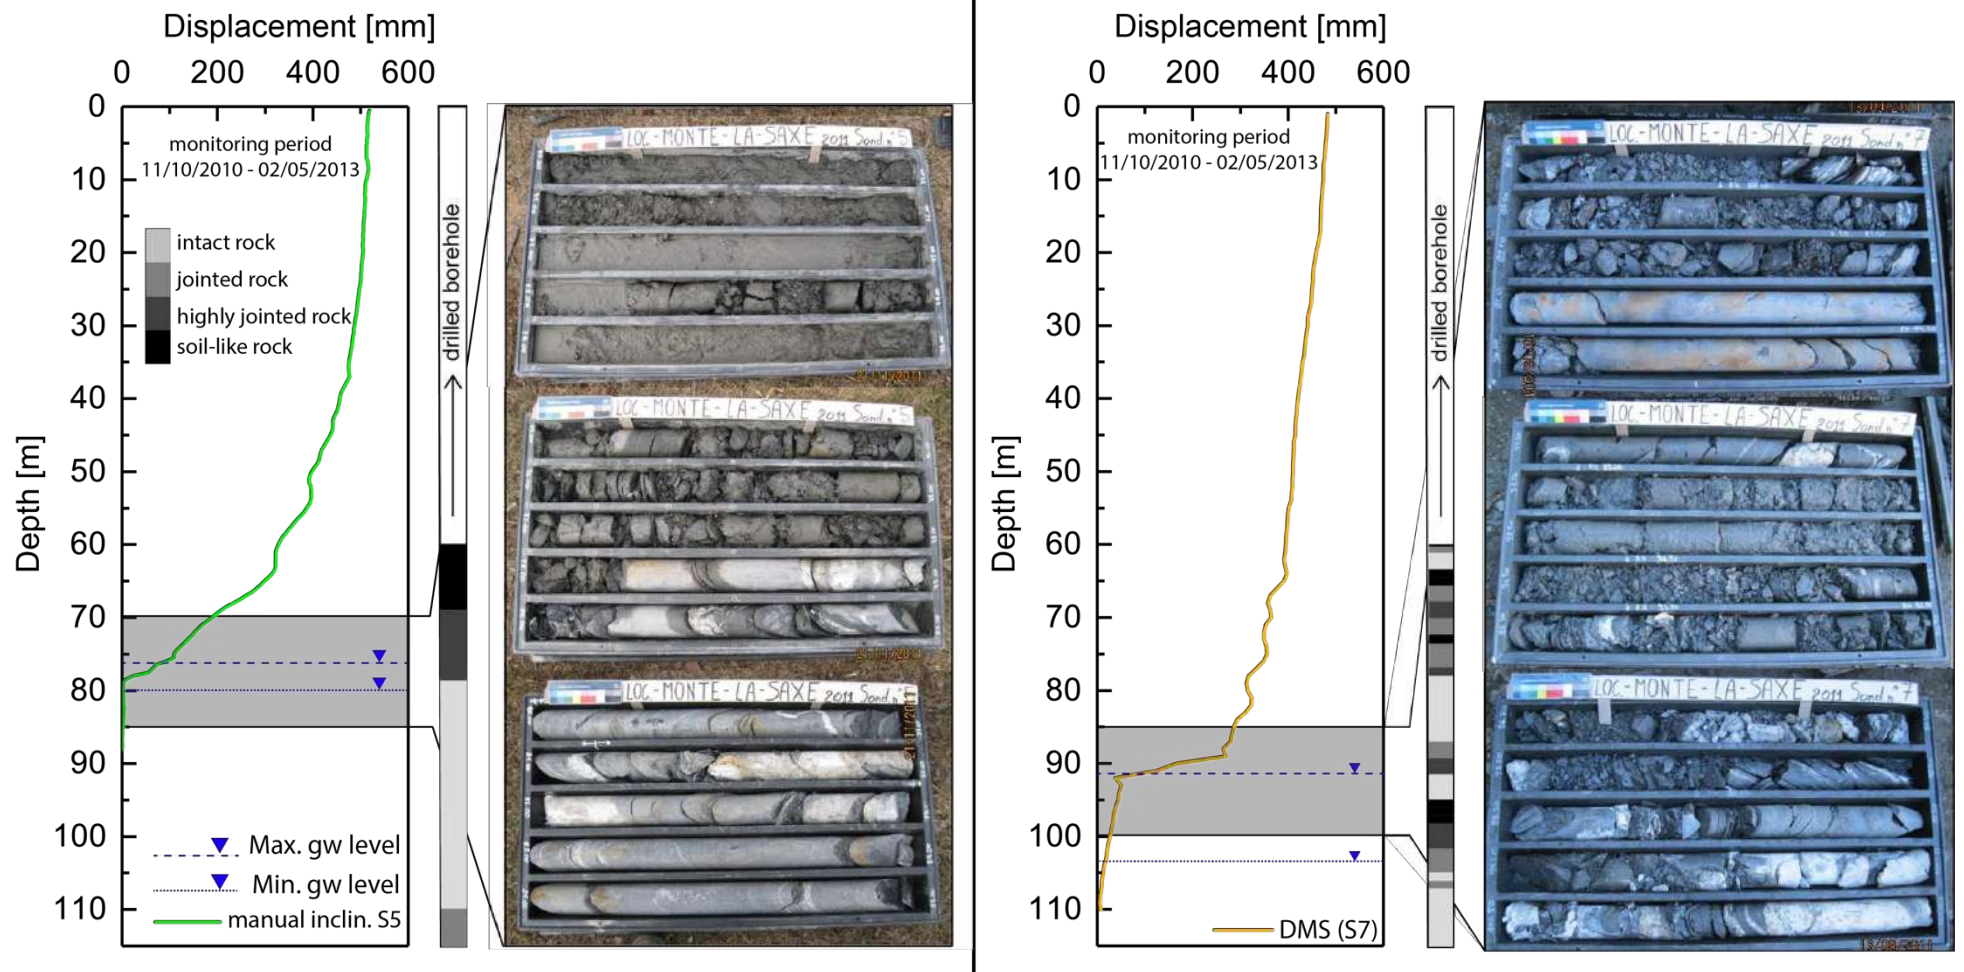 Displacement [mm]
0 200 400 600
0
10
20
30
40
50
60
70
80
90
100
110
Depth [m]
monitoring period
11/10/2010 - 02/05/2013
intact rock
jointed rock
highly jointed rock
soil-like rock
Max. gw level
Min. gw level
manual inclin. S5
drilled borehole
LOC-MONTE-LA-SAXE 2011 Sond. n° 5
LOC-MONTE-LA-SAXE 2011 Sond. n° 5
LOC-MONTE-LA-SAXE 2011 Sond. n°
21/11/2011
Displacement [mm]
0 200 400 600
0
10
20
30
40
50
60
70
80
90
100
110
Depth [m]
monitoring period
11/10/2010 - 02/05/2013
DMS (S7)
drilled borehole
LOC-MONTE-LA-SAXE 2011 Sond. n° 7
LOC-MONTE-LA-SAXE 2011 Sond. n° 7
LOC-MONTE-LA-SAXE 2011 Sond. n° 7